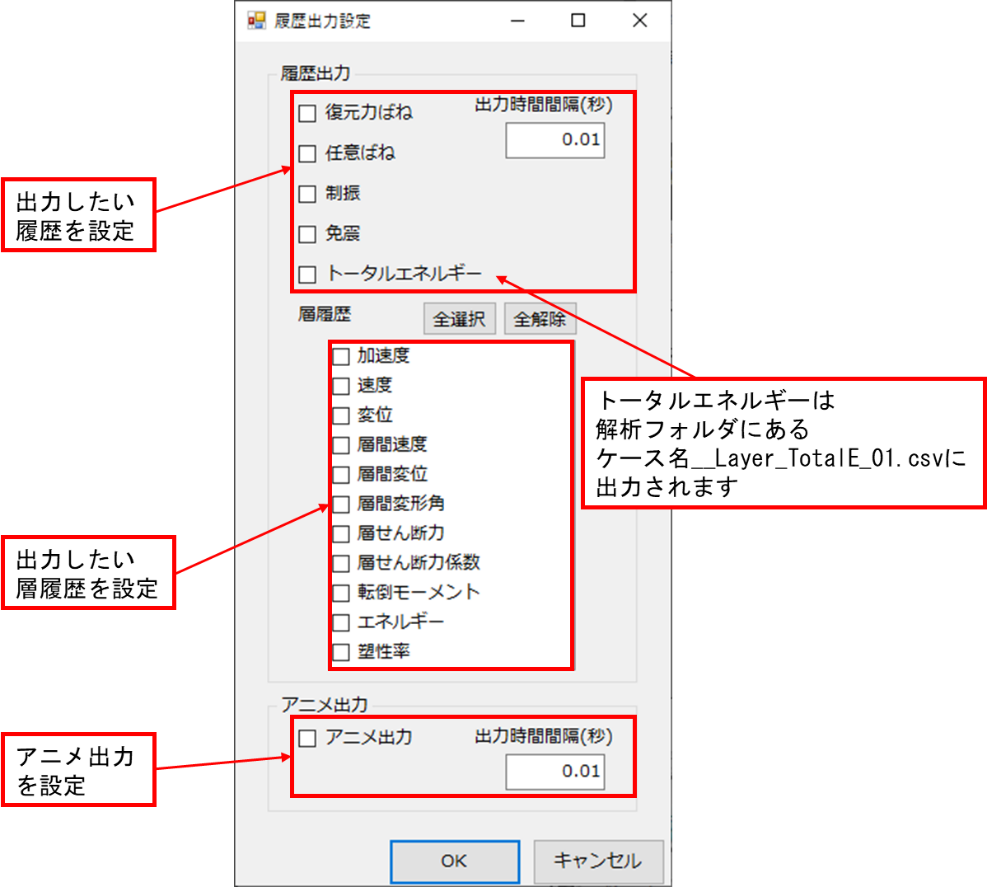 履歴出力設定
履歴出力
復元力ばね
出力時間間隔(秒)
0.01
任意ばね
制振
免震
トータルエネルギー
出力したい
履歴を設定
層履歴
全選択
全解除
加速度
速度
変位
層間速度
層間変位
層間変形角
層せん断力
層せん断力係数
転倒モーメント
エネルギー
塑性率
トータルエネルギーは
解析フォルダにある
ケース名__Layer_TotalE_01.csvに
出力されます
出力したい
層履歴を設定
アニメ出力
アニメ出力
出力時間間隔(秒)
0.01
アニメ出力
を設定
OK
キャンセル